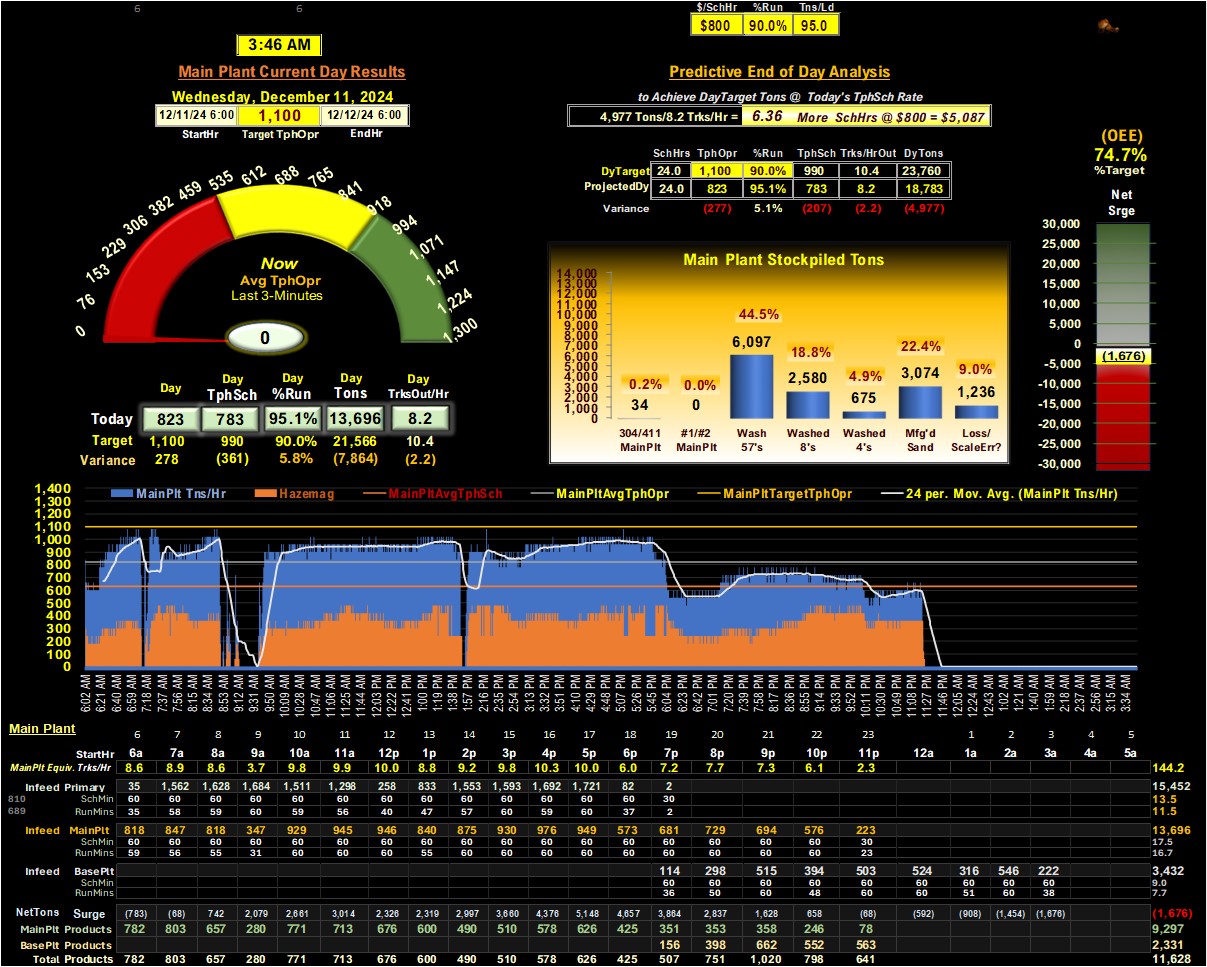 6 6
$/SchHr %Run Tns/Ld
$800 90.0% 95.0
3:46 AM
Main Plant Current Day Results
Wednesday, December 11, 2024
12/11/24 6:00 1,100 12/12/24 6:00
StartHr Target TphOpr EndHr
Predictive End of Day Analysis
to Achieve DayTarget Tons @ Today's TphSch Rate
4,977 Tons/8.2 Trks/Hr = 6.36 More SchHrs @ $800 = $5,087
SchHrs TphOpr %Run TphSch Trks/HrOut DyTons
DyTarget 24.0 1,100 90.0% 990 10.4 23,760
ProjectedDy 24.0 823 95.1% 783 8.2 18,783
Variance (277) 5.1% (207) (2.2) (4,977)
(OEE)
74.7%
%Target
Net
Srge
30,000
25,000
20,000
15,000
10,000
5,000
0
(1,676)
-5,000
-10,000
-15,000
-20,000
-25,000
-30,000
0 76 153 229 306 382 459 535 612 688 765 841 918 994 1,071 1,147 1,224 1,300
Now
Avg TphOpr
Last 3-Minutes
0
Day Day Day Day Day
TphSch %Run Tons TrksOut/Hr
Today 823 783 95.1% 13,696 8.2
Target 1,100 990 90.0% 21,566 10.4
Variance 278 (361) 5.8% (7,864) (2.2)
Main Plant Stockpiled Tons
14,000
13,000
12,000
11,000
10,000
9,000
8,000
7,000
6,000
5,000
4,000
3,000
2,000
1,000
0
0.2% 0.0% 44.5% 18.8% 4.9% 22.4% 9.0%
34 0 6,097 2,580 675 3,074 1,236
304/411 #1/#2 Wash Washed Washed Mfg'd Loss/
MainPlt MainPlt 57's 8's 4's Sand ScaleErr?
MainPlt Tns/Hr Hazemag MainPltAvgTphSch MainPltAvgTphOpr MainPltTargetTphOpr 24 per. Mov. Avg. (MainPlt Tns/Hr)
1,400
1,300
1,200
1,100
1,000
900
800
700
600
500
400
300
200
100
0
6:02 AM 6:21 AM 6:40 AM 6:59 AM 7:18 AM 7:37 AM 7:56 AM 8:15 AM 8:34 AM 8:53 AM 9:12 AM 9:31 AM 9:50 AM 10:09 AM 10:28 AM 10:47 AM 11:06 AM 11:25 AM 11:44 AM 12:03 PM 12:22 PM 12:41 PM 1:00 PM 1:19 PM 1:38 PM 1:57 PM 2:16 PM 2:35 PM 2:54 PM 3:13 PM 3:32 PM 3:51 PM 4:10 PM 4:29 PM 4:48 PM 5:07 PM 5:26 PM 5:45 PM 6:04 PM 6:23 PM 6:42 PM 7:01 PM 7:20 PM 7:39 PM 7:58 PM 8:17 PM 8:36 PM 8:55 PM 9:14 PM 9:33 PM 9:52 PM 10:11 PM 10:30 PM 10:49 PM 11:08 PM 11:27 PM 11:46 PM 12:05 AM 12:24 AM 12:43 AM 1:02 AM 1:21 AM 1:40 AM 1:59 AM 2:18 AM 2:37 AM 2:56 AM 3:15 AM 3:34 AM
Main Plant 6 7 8 9 10 11 12 13 14 15 16 17 18 19 20 21 22 23 1 2 3 4 5
StartHr 6a 7a 8a 9a 10a 11a 12p 1p 2p 3p 4p 5p 6p 7p 8p 9p 10p 11p 12a 1a 2a 3a 4a 5a
MainPlt Equiv. Trks/Hr 8.6 8.9 8.6 3.7 9.8 9.9 10.0 8.8 9.2 9.8 10.3 10.0 6.0 7.2 7.7 7.3 6.1 2.3 144.2
Infeed Primary 35 1,562 1,628 1,684 1,511 1,298 258 833 1,553 1,593 1,692 1,721 82 2 15,452
810 SchMin 60 60 60 60 60 60 60 60 60 60 60 60 60 30 13.5
689 RunMins 35 58 59 60 59 56 40 47 57 60 59 60 37 2 11.5
Infeed MainPlt 818 847 818 347 929 945 946 840 875 930 976 949 573 681 729 694 576 223 13,696
SchMin 60 60 60 60 60 60 60 60 60 60 60 60 60 60 60 60 60 30 17.5
RunMins 59 56 55 31 60 60 60 55 60 60 60 60 60 60 60 60 60 23 16.7
Infeed BasePlt 114 298 515 394 503 524 316 546 222 3,432
SchMin 60 60 60 60 60 60 60 60 60 9.0
RunMins 36 50 60 48 60 60 51 60 38 7.7
NetTons Surge (783) (68) 742 2,079 2,661 3,014 2,326 2,319 2,997 3,660 4,376 5,148 4,657 3,864 2,837 1,628 658 (68) (592) (908) (1,454) (1,676) (1,676)
MainPlt Products 782 803 657 280 771 713 676 600 490 510 578 626 425 351 353 358 246 78 9,297
BasePlt Products 156 398 662 552 563 2,331
Total Products 782 803 657 280 771 713 676 600 490 510 578 626 425 507 751 1,020 798 641 11,628